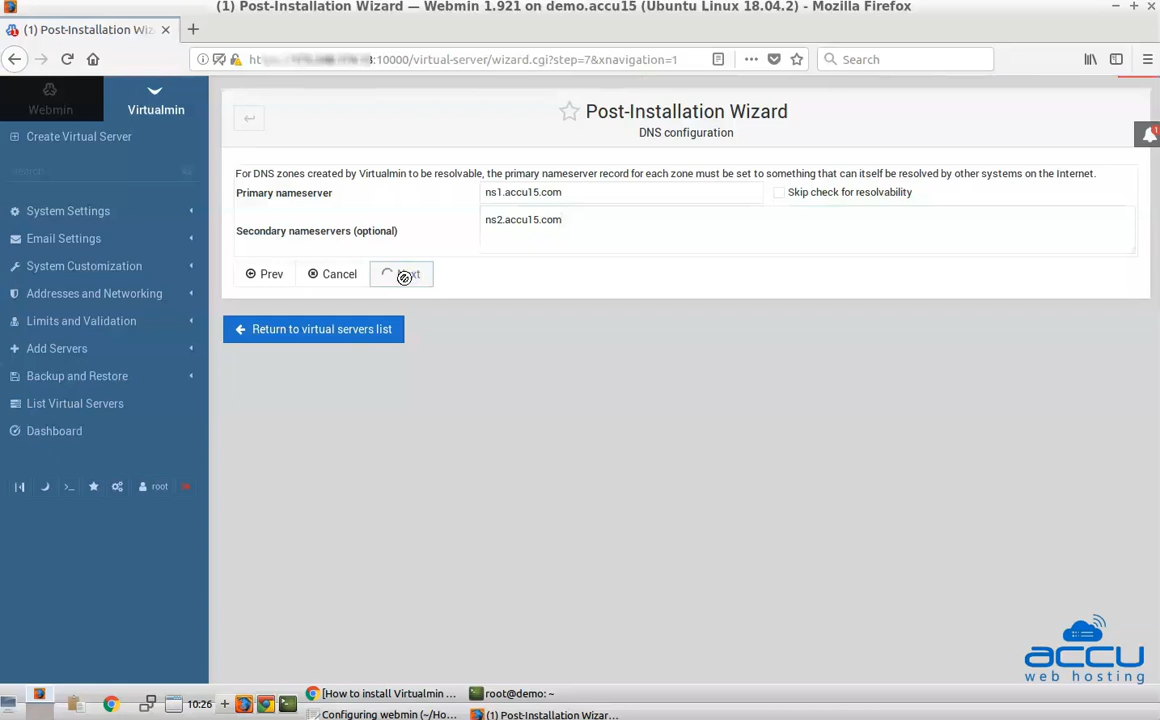 (1) Post-Installation Wizard — Webmin 1.921 on demo.accu15 (Ubuntu Linux 18.04.2) - Mozilla Firefox
(1) Post-Installation Wiz
:10000/virtual-server/wizard.cgi?step=7&xnavigation=1
Search
Webmin
Virtualmin
Create Virtual Server
Search
System Settings
Email Settings
System Customization
Addresses and Networking
Limits and Validation
Add Servers
Backup and Restore
List Virtual Servers
Dashboard
root
1
Post-Installation Wizard
DNS configuration
For DNS zones created by Virtualmin to be resolvable, the primary nameserver record for each zone must be set to something that can itself be resolved by other systems on the Internet.
Primary nameserver
ns1.accu15.com
Skip check for resolvability
Secondary nameservers (optional)
ns2.accu15.com
Prev
Cancel
Return to virtual servers list
accu
web hosting
10:26
[How to install Virtualmin ...
root@demo: ~
Configuring webmin (~/Ho...
(1) Post-Installation Wizar...